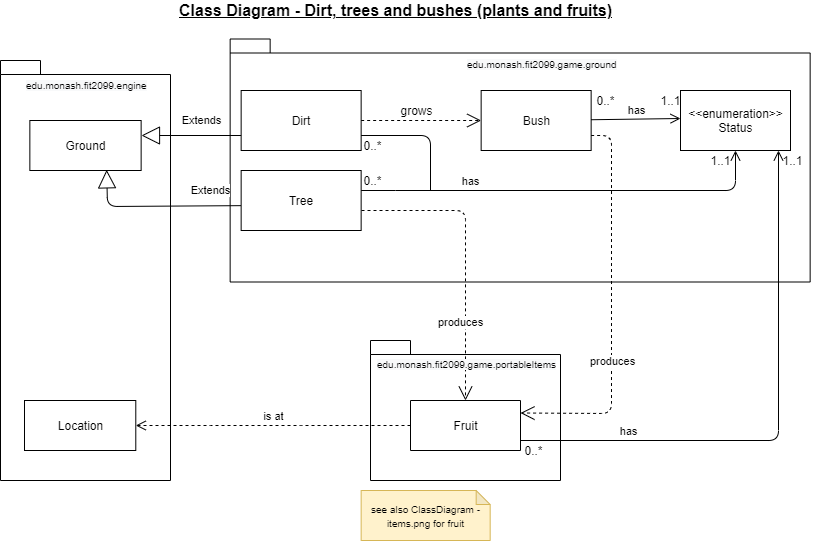 Class Diagram - Dirt, trees and bushes (plants and fruits)
edu.monash.fit2099.game.ground
edu.monash.fit2099.engine
Extends
Dirt
grows
Bush
0..*
has
1..1
<<enumeration>>
Status
Ground
0..*
1..1
1..1
Extends
Tree
0..*
has
produces
produces
edu.monash.fit2099.game.portableItems
Location
is at
Fruit
has
0..*
see also ClassDiagram -
items.png for fruit